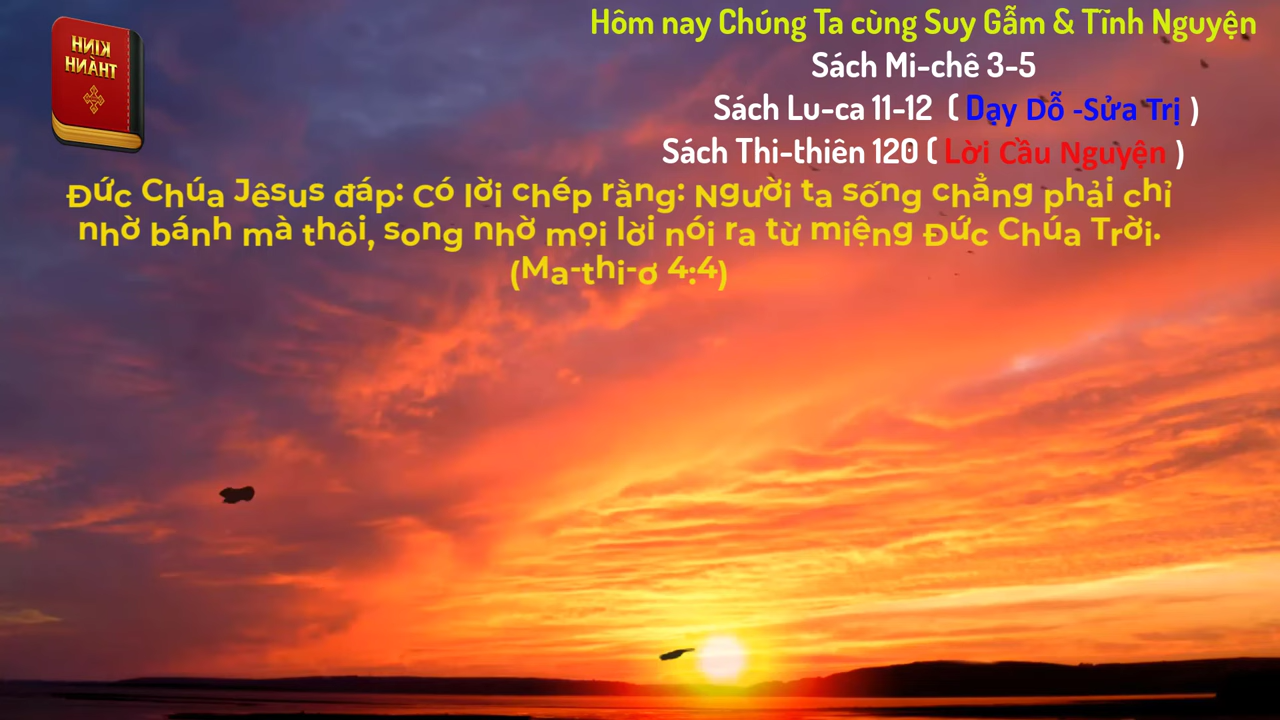 KINH
THÁNH
Hôm nay Chúng Ta cùng Suy Gẫm & Tĩnh Nguyện
Sách Mi-chê 3-5
Sách Lu-ca 11-12 ( Dạy Dỗ -Sửa Trị )
Sách Thi-thiên 120 ( Lời Cầu Nguyện )
Đức Chúa Jêsus đáp: Có lời chép rằng: Người ta sống chẳng phải chỉ
nhờ bánh mà thôi, song nhờ mọi lời nói ra từ miệng Đức Chúa Trời.
(Ma-thi-ơ 4:4)